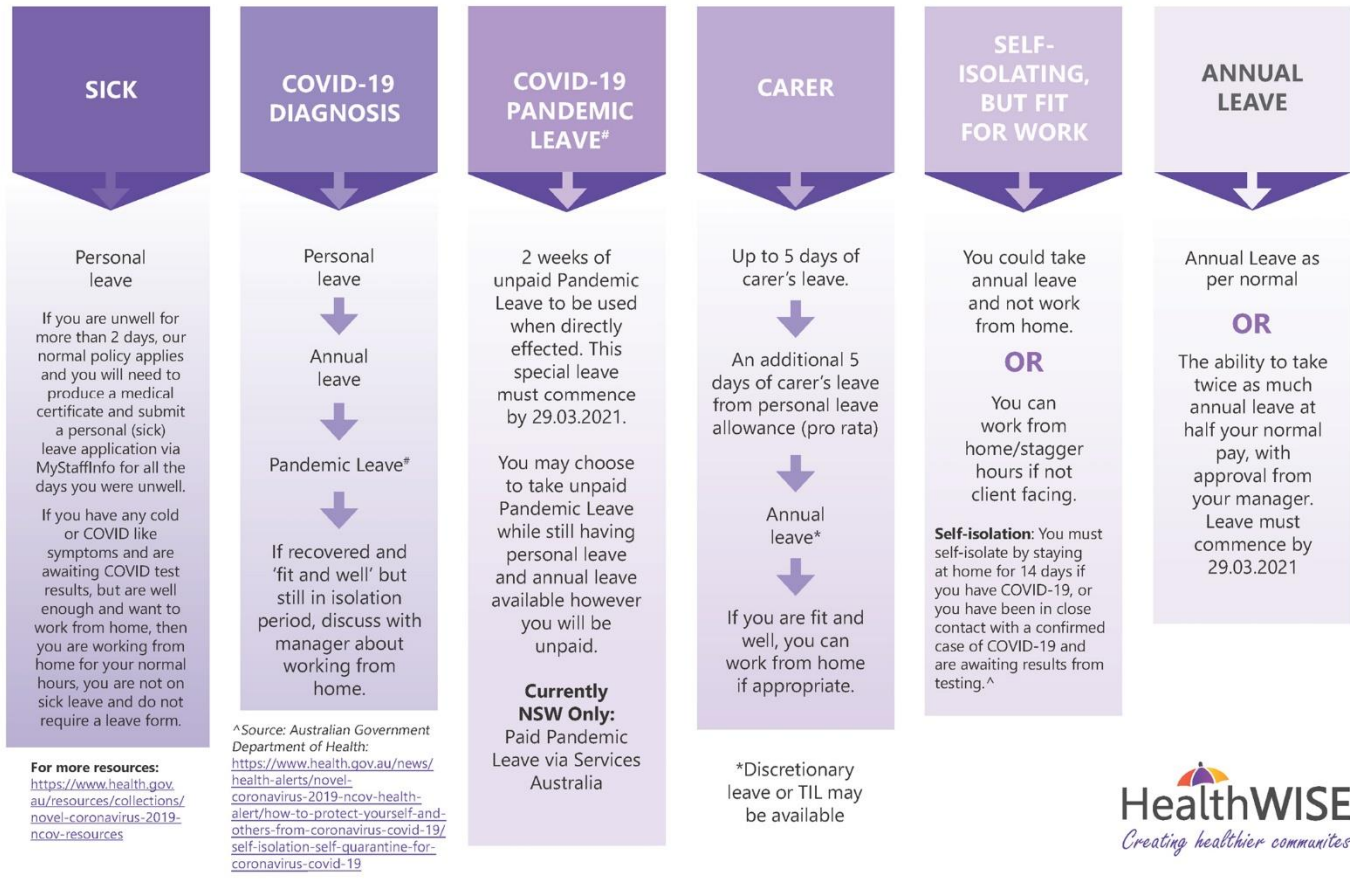 SICK
Personal
leave
If you are unwell for
more than 2 days, our
normal policy applies
and you will need to
produce a medical
certificate and submit
a personal (sick)
leave application via
MyStaffInfo for all the
days you were unwell.
If you have any cold
or COVID like
symptoms and are
awaiting COVID test
results, but are well
enough and want to
work from home, then
you are working from
home for your normal
hours, you are not on
sick leave and do not
require a leave form.
For more resources:
https://www.health.gov.
au/resources/collections/
novel-coronavirus-2019-
ncov-resources
COVID-19
DIAGNOSIS
Personal
leave
Annual
leave
Pandemic Leave#
If recovered and
‘fit and well’ but
still in isolation
period, discuss with
manager about
working from
home.
^Source: Australian Government
Department of Health:
https://www.health.gov.au/news/
health-alerts/novel-
coronavirus-2019-ncov-health-
alert/how-to-protect-yourself-and-
others-from-coronavirus-covid-19/
self-isolation-self-quarantine-for-
coronavirus-covid-19
COVID-19
PANDEMIC
LEAVE#
2 weeks of
unpaid Pandemic
Leave to be used
when directly
effected. This
special leave
must commence
by 29.03.2021.
You may choose
to take unpaid
Pandemic Leave
while still having
personal leave
and annual leave
available however
you will be
unpaid.
Currently
NSW Only:
Paid Pandemic
Leave via Services
Australia
CARER
Up to 5 days of
carer’s leave.
An additional 5
days of carer’s leave
from personal leave
allowance (pro rata)
Annual
leave*
If you are fit and
well, you can
work from home
if appropriate.
*Discretionary
leave or TIL may
be available
SELF-
ISOLATING,
BUT FIT
FOR WORK
You could take
annual leave
and not work
from home.
OR
You can
work from
home/stagger
hours if not
client facing.
Self-isolation: You must
self-isolate by staying
at home for 14 days if
you have COVID-19, or
you have been in close
contact with a confirmed
case of COVID-19 and
are awaiting results from
testing.^
ANNUAL
LEAVE
Annual Leave as
per normal
OR
The ability to take
twice as much
annual leave at
half your normal
pay, with
approval from
your manager.
Leave must
commence by
29.03.2021
HealthWISE
Creating healthier communites